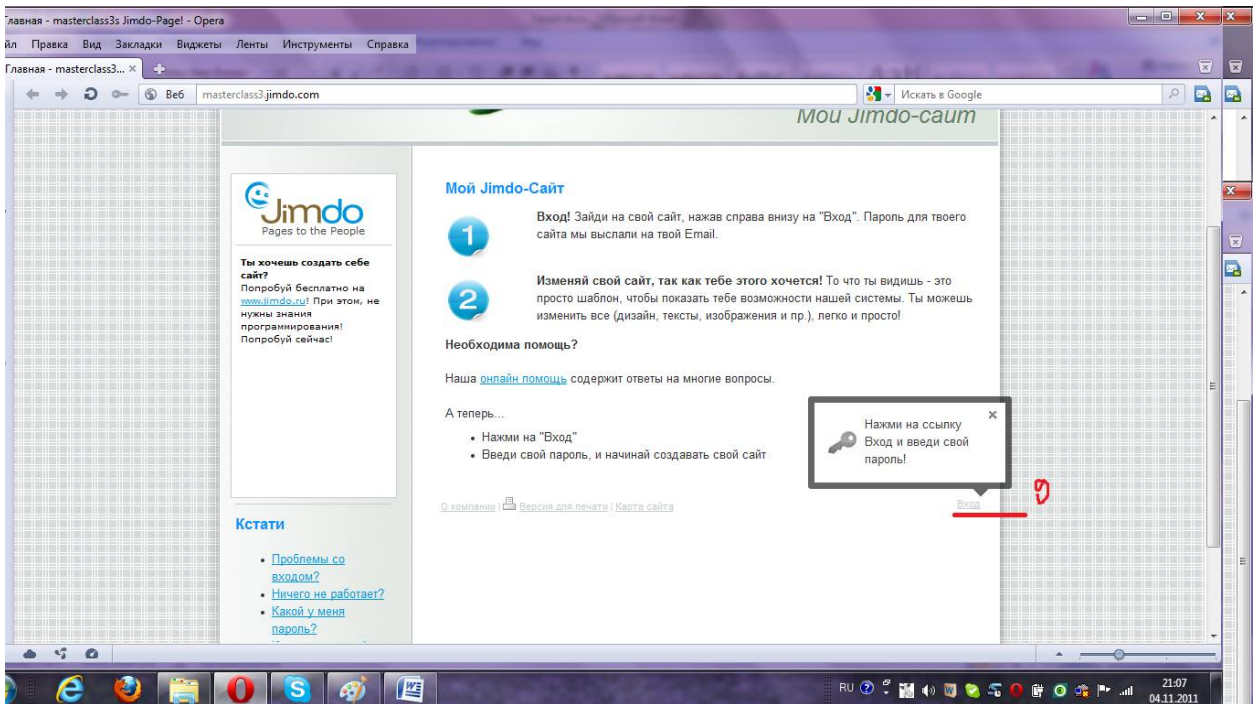 Главная - masterclass3s Jimdo-Page! - Opera
йл Правка Вид Закладки Виджеты Ленты Инструменты Справка
Главная - masterclass3...
Веб masterclass3.jimdo.com Искать в Google
Мой Jimdo-сайт
Jimdo
Pages to the People
Ты хочешь создать себе
сайт?
Попробуй бесплатно на
www.jimdo.ru! При этом, не
нужны знания
программирования!
Попробуй сейчас!
Кстати
Проблемы со
входом?
Ничего не работает?
Какой у меня
пароль?
Мой Jimdo-Сайт
1
Вход! Зайди на свой сайт, нажав справа внизу на "Вход". Пароль для твоего
сайта мы выслали на твой Email.
2
Изменяй свой сайт, так как тебе этого хочется! То что ты видишь - это
просто шаблон, чтобы показать тебе возможности нашей системы. Ты можешь
изменить все (дизайн, тексты, изображения и пр.), легко и просто!
Необходима помощь?
Наша онлайн помощь содержит ответы на многие вопросы.
А теперь...
Нажми на "Вход"
Введи свой пароль, и начинай создавать свой сайт
Нажми на ссылку
Вход и введи свой
пароль!
О компании | Версия для печати | Карта сайта
Вход
9
RU
21:07
04.11.2011